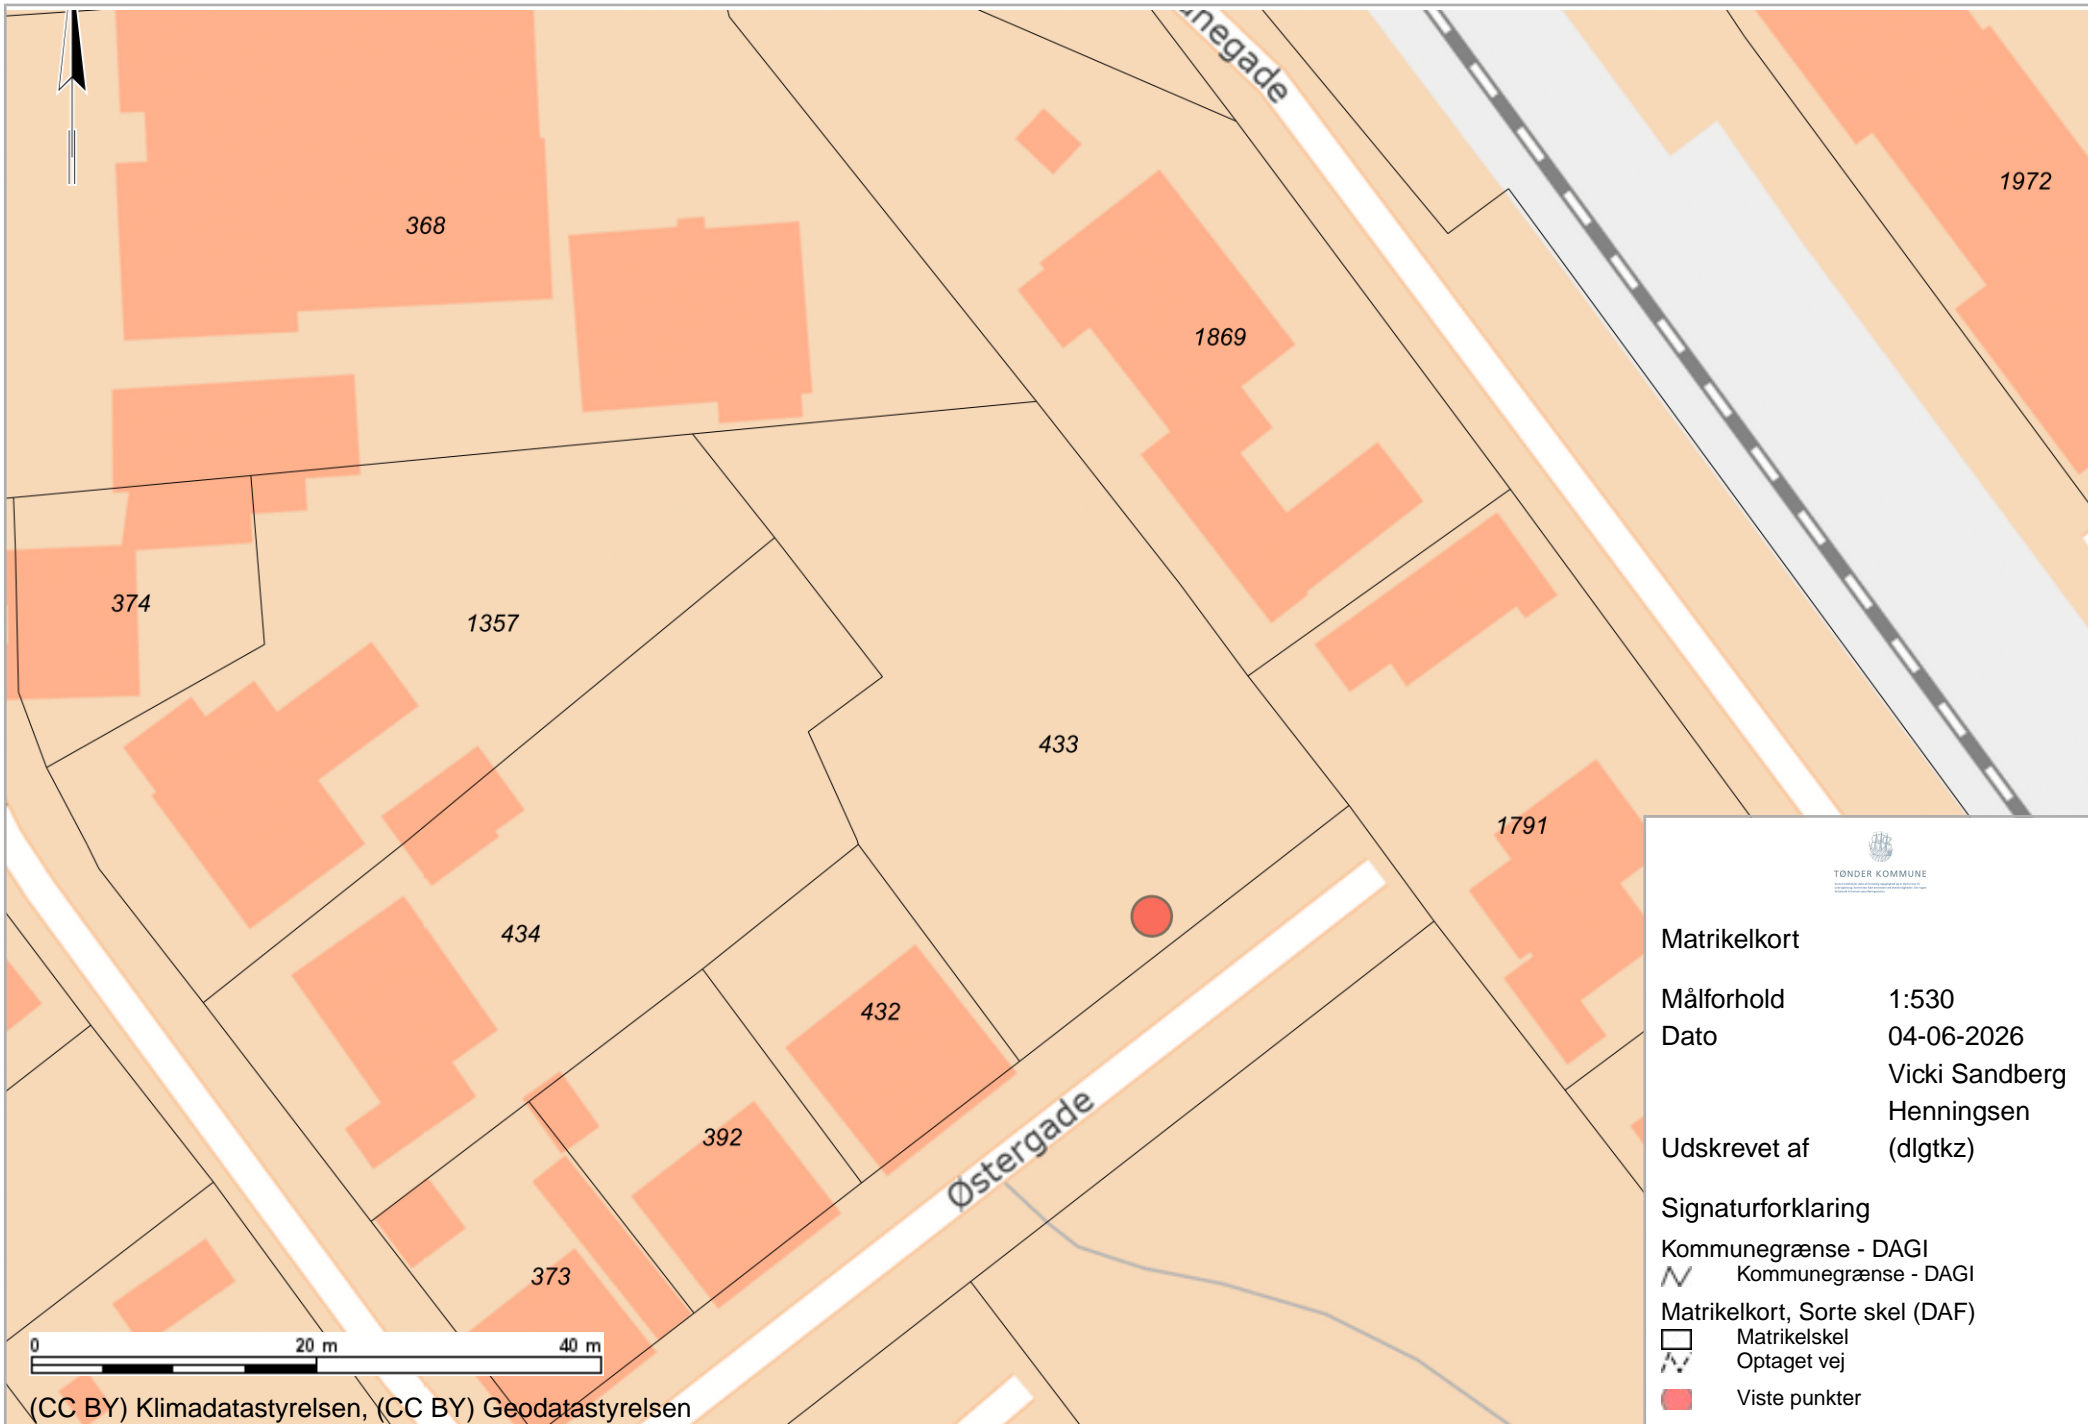 unegade
1972
368
1869
374
1357
433
1791
434
432
392
373
Østergade
0 20 m 40 m
(CC BY) Klimadatastyrelsen, (CC BY) Geodatastyrelsen
TØNDER KOMMUNE
Matrikelkort
Målforhold 1:530
Dato 04-06-2026
Vicki Sandberg
Henningsen
Udskrevet af (dlgtkz)
Signaturforklaring
Kommunegrænse - DAGI
Kommunegrænse - DAGI
Matrikelkort, Sorte skel (DAF)
Matrikelskel
Optaget vej
Viste punkter